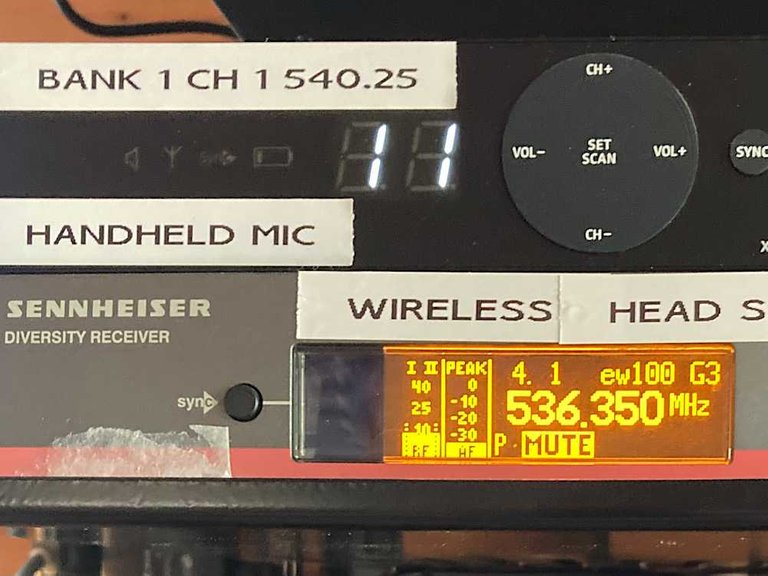 BANK 1 CH 1 540.25
CH+
VOL-
SET
SCAN
VOL+
SYNC
11
CH-
HANDHELD MIC
SENNHEISER
DIVERSITY RECEIVER
WIRELESS
HEAD S
sync
I II PEAK
40 0
25 -10
10 -20
-30
RF AF
4. 1 ew100 G3
536.350 MHz
P MUTE